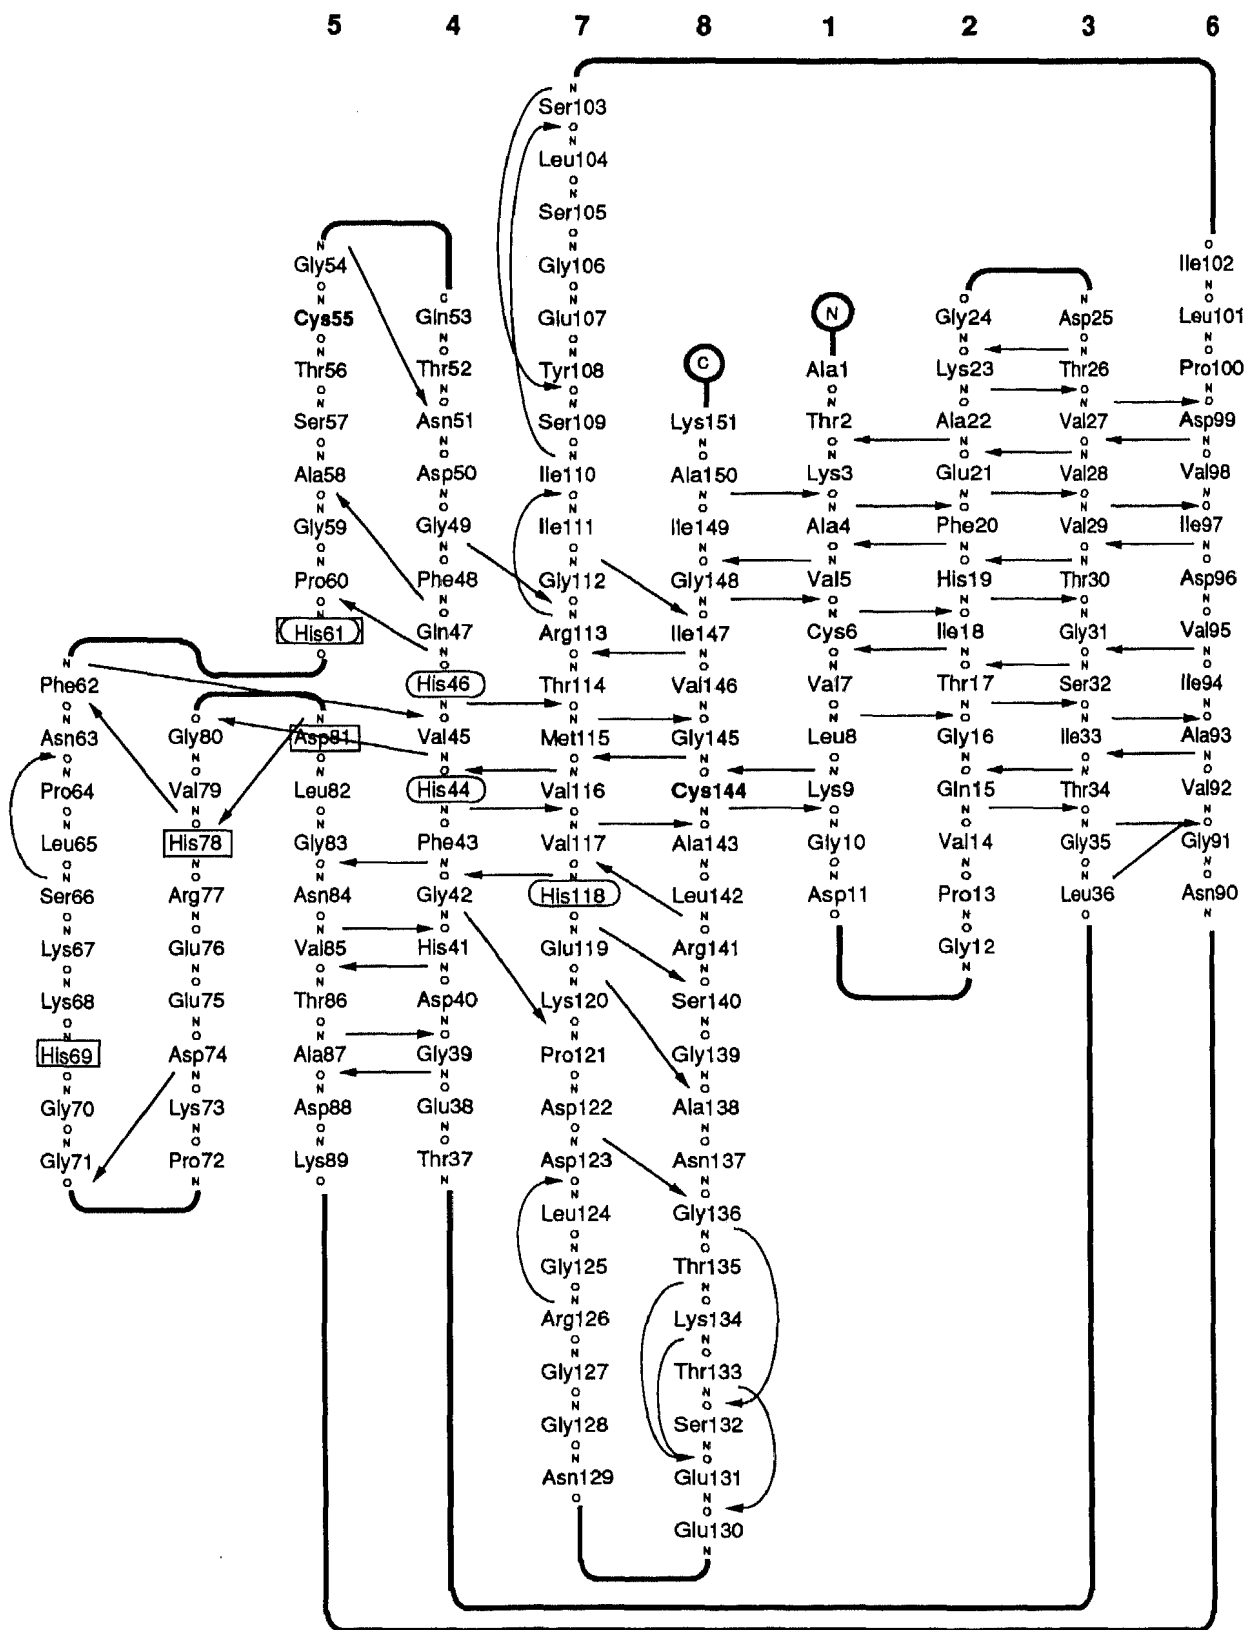 5 4 7 8 1 2 3 6
Phe62
Asn63
Pro64
Leu65
Ser66
Lys67
Lys68
His69
Gly70
Gly71
Gly80
Val79
His78
Arg77
Glu76
Glu75
Asp74
Lys73
Pro72
Gly54
Cys55
Thr56
Ser57
Ala58
Gly59
Pro60
His61
Asp81
Leu82
Gly83
Asn84
Val85
Thr86
Ala87
Asp88
Lys89
Gln53
Thr52
Asn51
Asp50
Gly49
Phe48
Gln47
His46
Val45
His44
Phe43
Gly42
His41
Asp40
Gly39
Glu38
Thr37
Ser103
Leu104
Ser105
Gly106
Glu107
Tyr108
Ser109
Ile110
Ile111
Gly112
Arg113
Thr114
Met115
Val116
Val117
His118
Glu119
Lys120
Pro121
Asp122
Asp123
Leu124
Gly125
Arg126
Gly127
Gly128
Asn129
C
Lys151
Ala150
Ile149
Gly148
Ile147
Val146
Gly145
Cys144
Ala143
Leu142
Arg141
Ser140
Gly139
Ala138
Asn137
Gly136
Thr135
Lys134
Thr133
Ser132
Glu131
Glu130
N
Ala1
Thr2
Lys3
Ala4
Val5
Cys6
Val7
Leu8
Lys9
Gly10
Asp11
Gly24
Lys23
Ala22
Glu21
Phe20
His19
Ile18
Thr17
Gly16
Gln15
Val14
Pro13
Gly12
Asp25
Thr26
Val27
Val28
Val29
Thr30
Gly31
Ser32
Ile33
Thr34
Gly35
Leu36
Ile102
Leu101
Pro100
Asp99
Val98
Ile97
Asp96
Val95
Ile94
Ala93
Val92
Gly91
Asn90